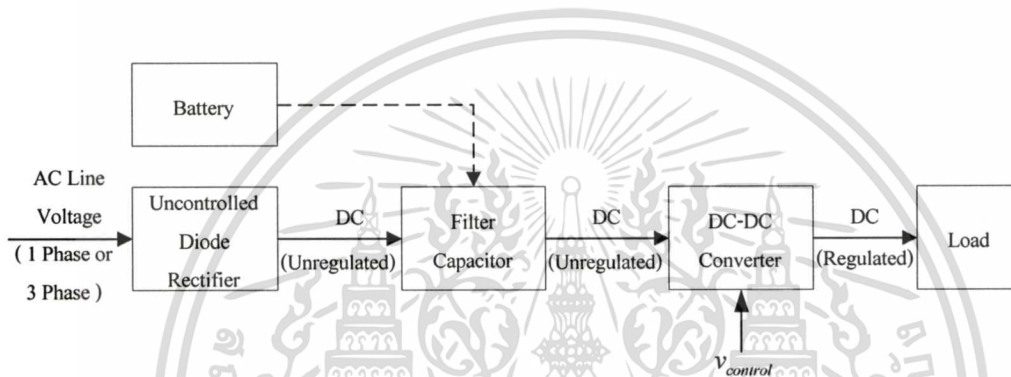 Battery
AC Line
Voltage
( 1 Phase or
3 Phase )
Uncontrolled
Diode
Rectifier
DC
(Unregulated)
Filter
Capacitor
DC
(Unregulated)
DC-DC
Converter
DC
(Regulated)
Load
v_control